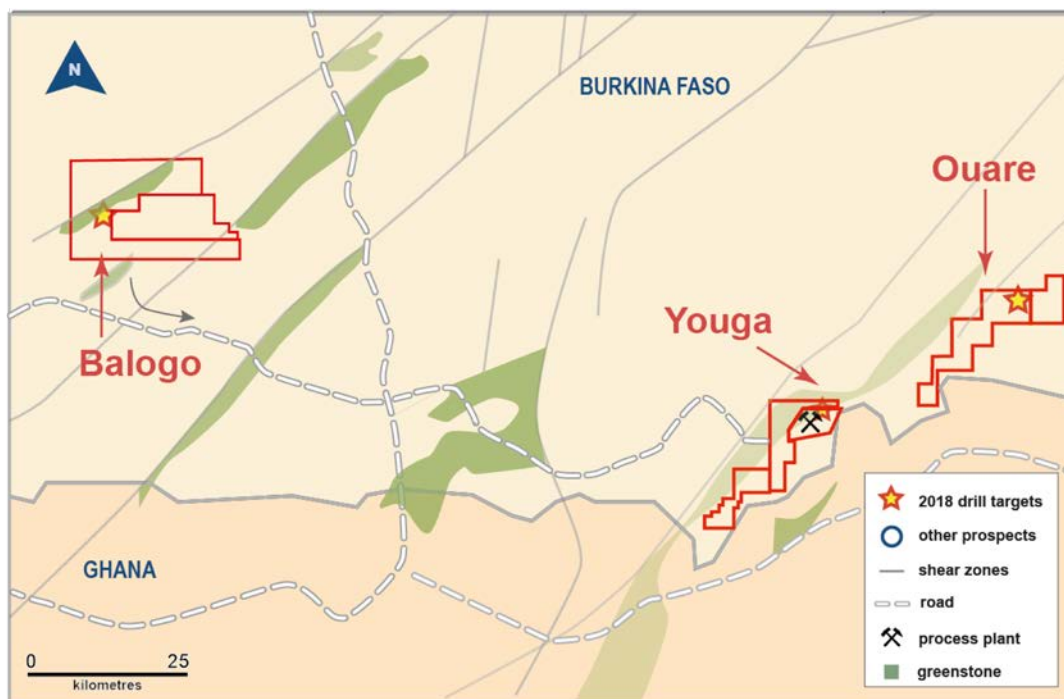 N
BURKINA FASO
Ouare
Youga
Balogo
GHANA
0 25
kilometres
2018 drill targets
other prospects
shear zones
road
process plant
greenstone